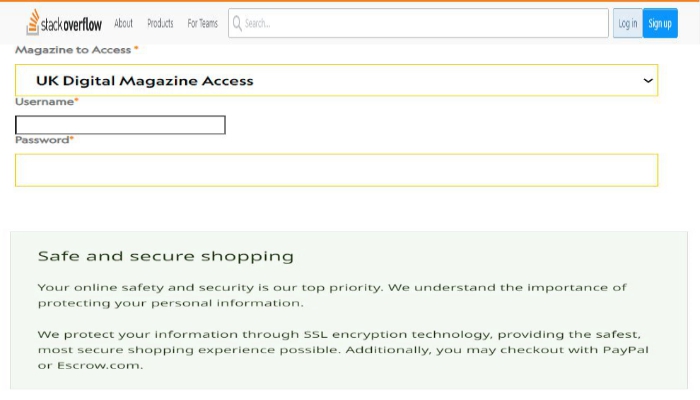 stack overflow About Products For Teams Search... Log in Sign up
Magazine to Access *
UK Digital Magazine Access
Username*
Password*
Safe and secure shopping
Your online safety and security is our top priority. We understand the importance of
protecting your personal information.
We protect your information through SSL encryption technology, providing the safest,
most secure shopping experience possible. Additionally, you may checkout with PayPal
or Escrow.com.